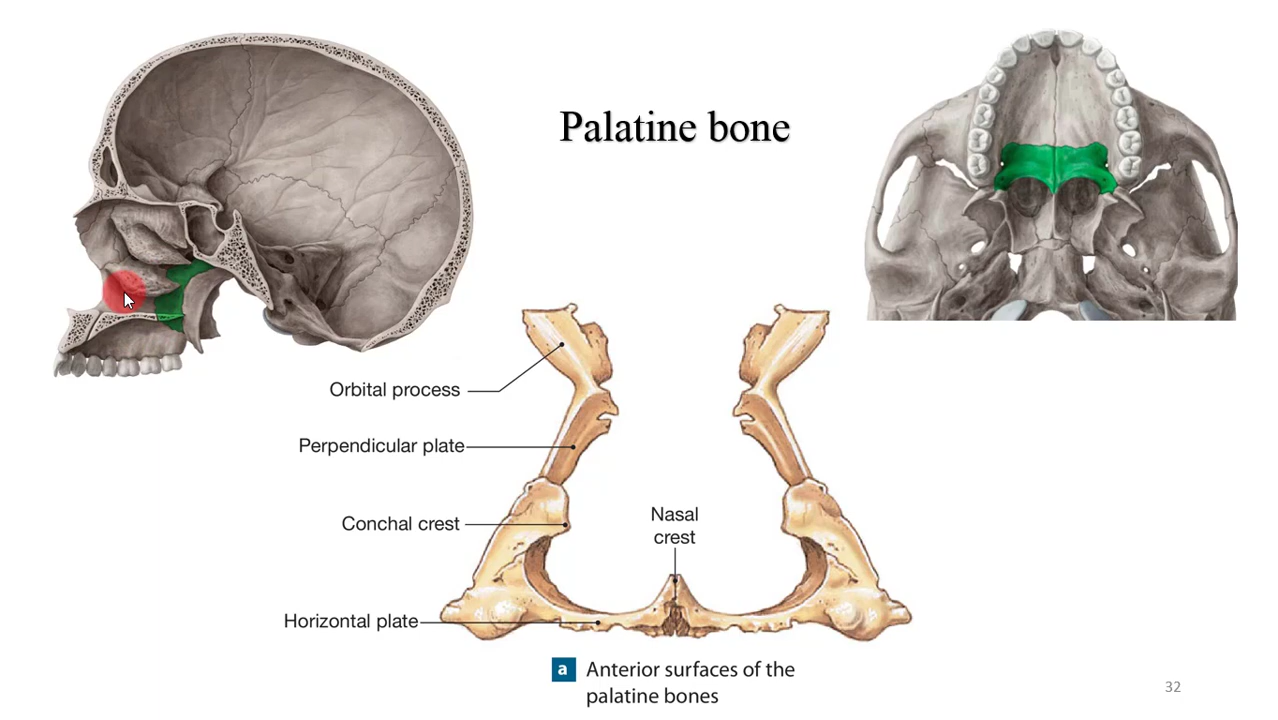 Palatine bone
Orbital process
Perpendicular plate
Conchal crest
Nasal
crest
Horizontal plate
a Anterior surfaces of the
palatine bones
32